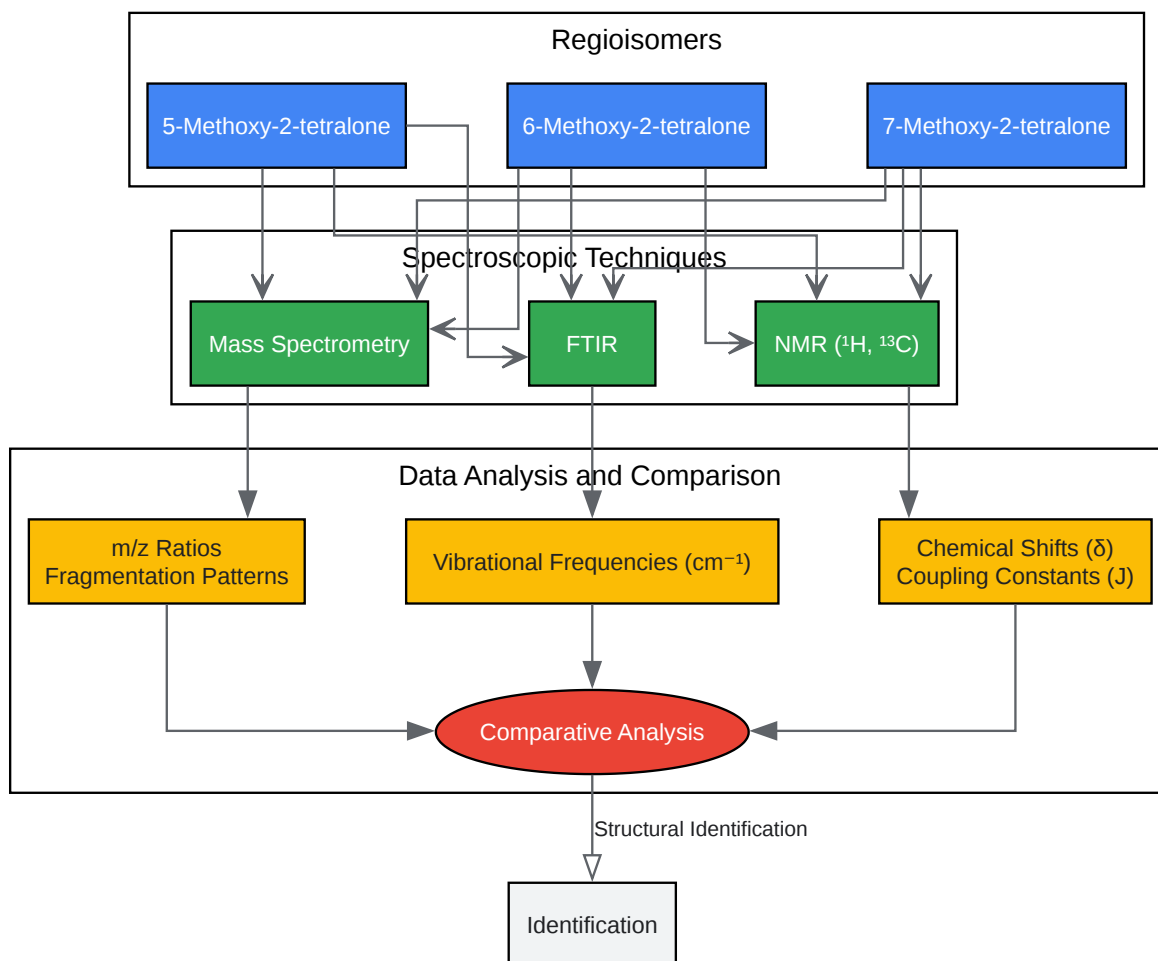 Regioisomers
5-Methoxy-2-tetralone
6-Methoxy-2-tetralone
7-Methoxy-2-tetralone
Spectroscopic Techniques
Mass Spectrometry
FTIR
NMR (¹H, ¹³C)
Data Analysis and Comparison
m/z Ratios
Fragmentation Patterns
Vibrational Frequencies (cm⁻¹)
Chemical Shifts (δ)
Coupling Constants (J)
Comparative Analysis
Structural Identification
Identification